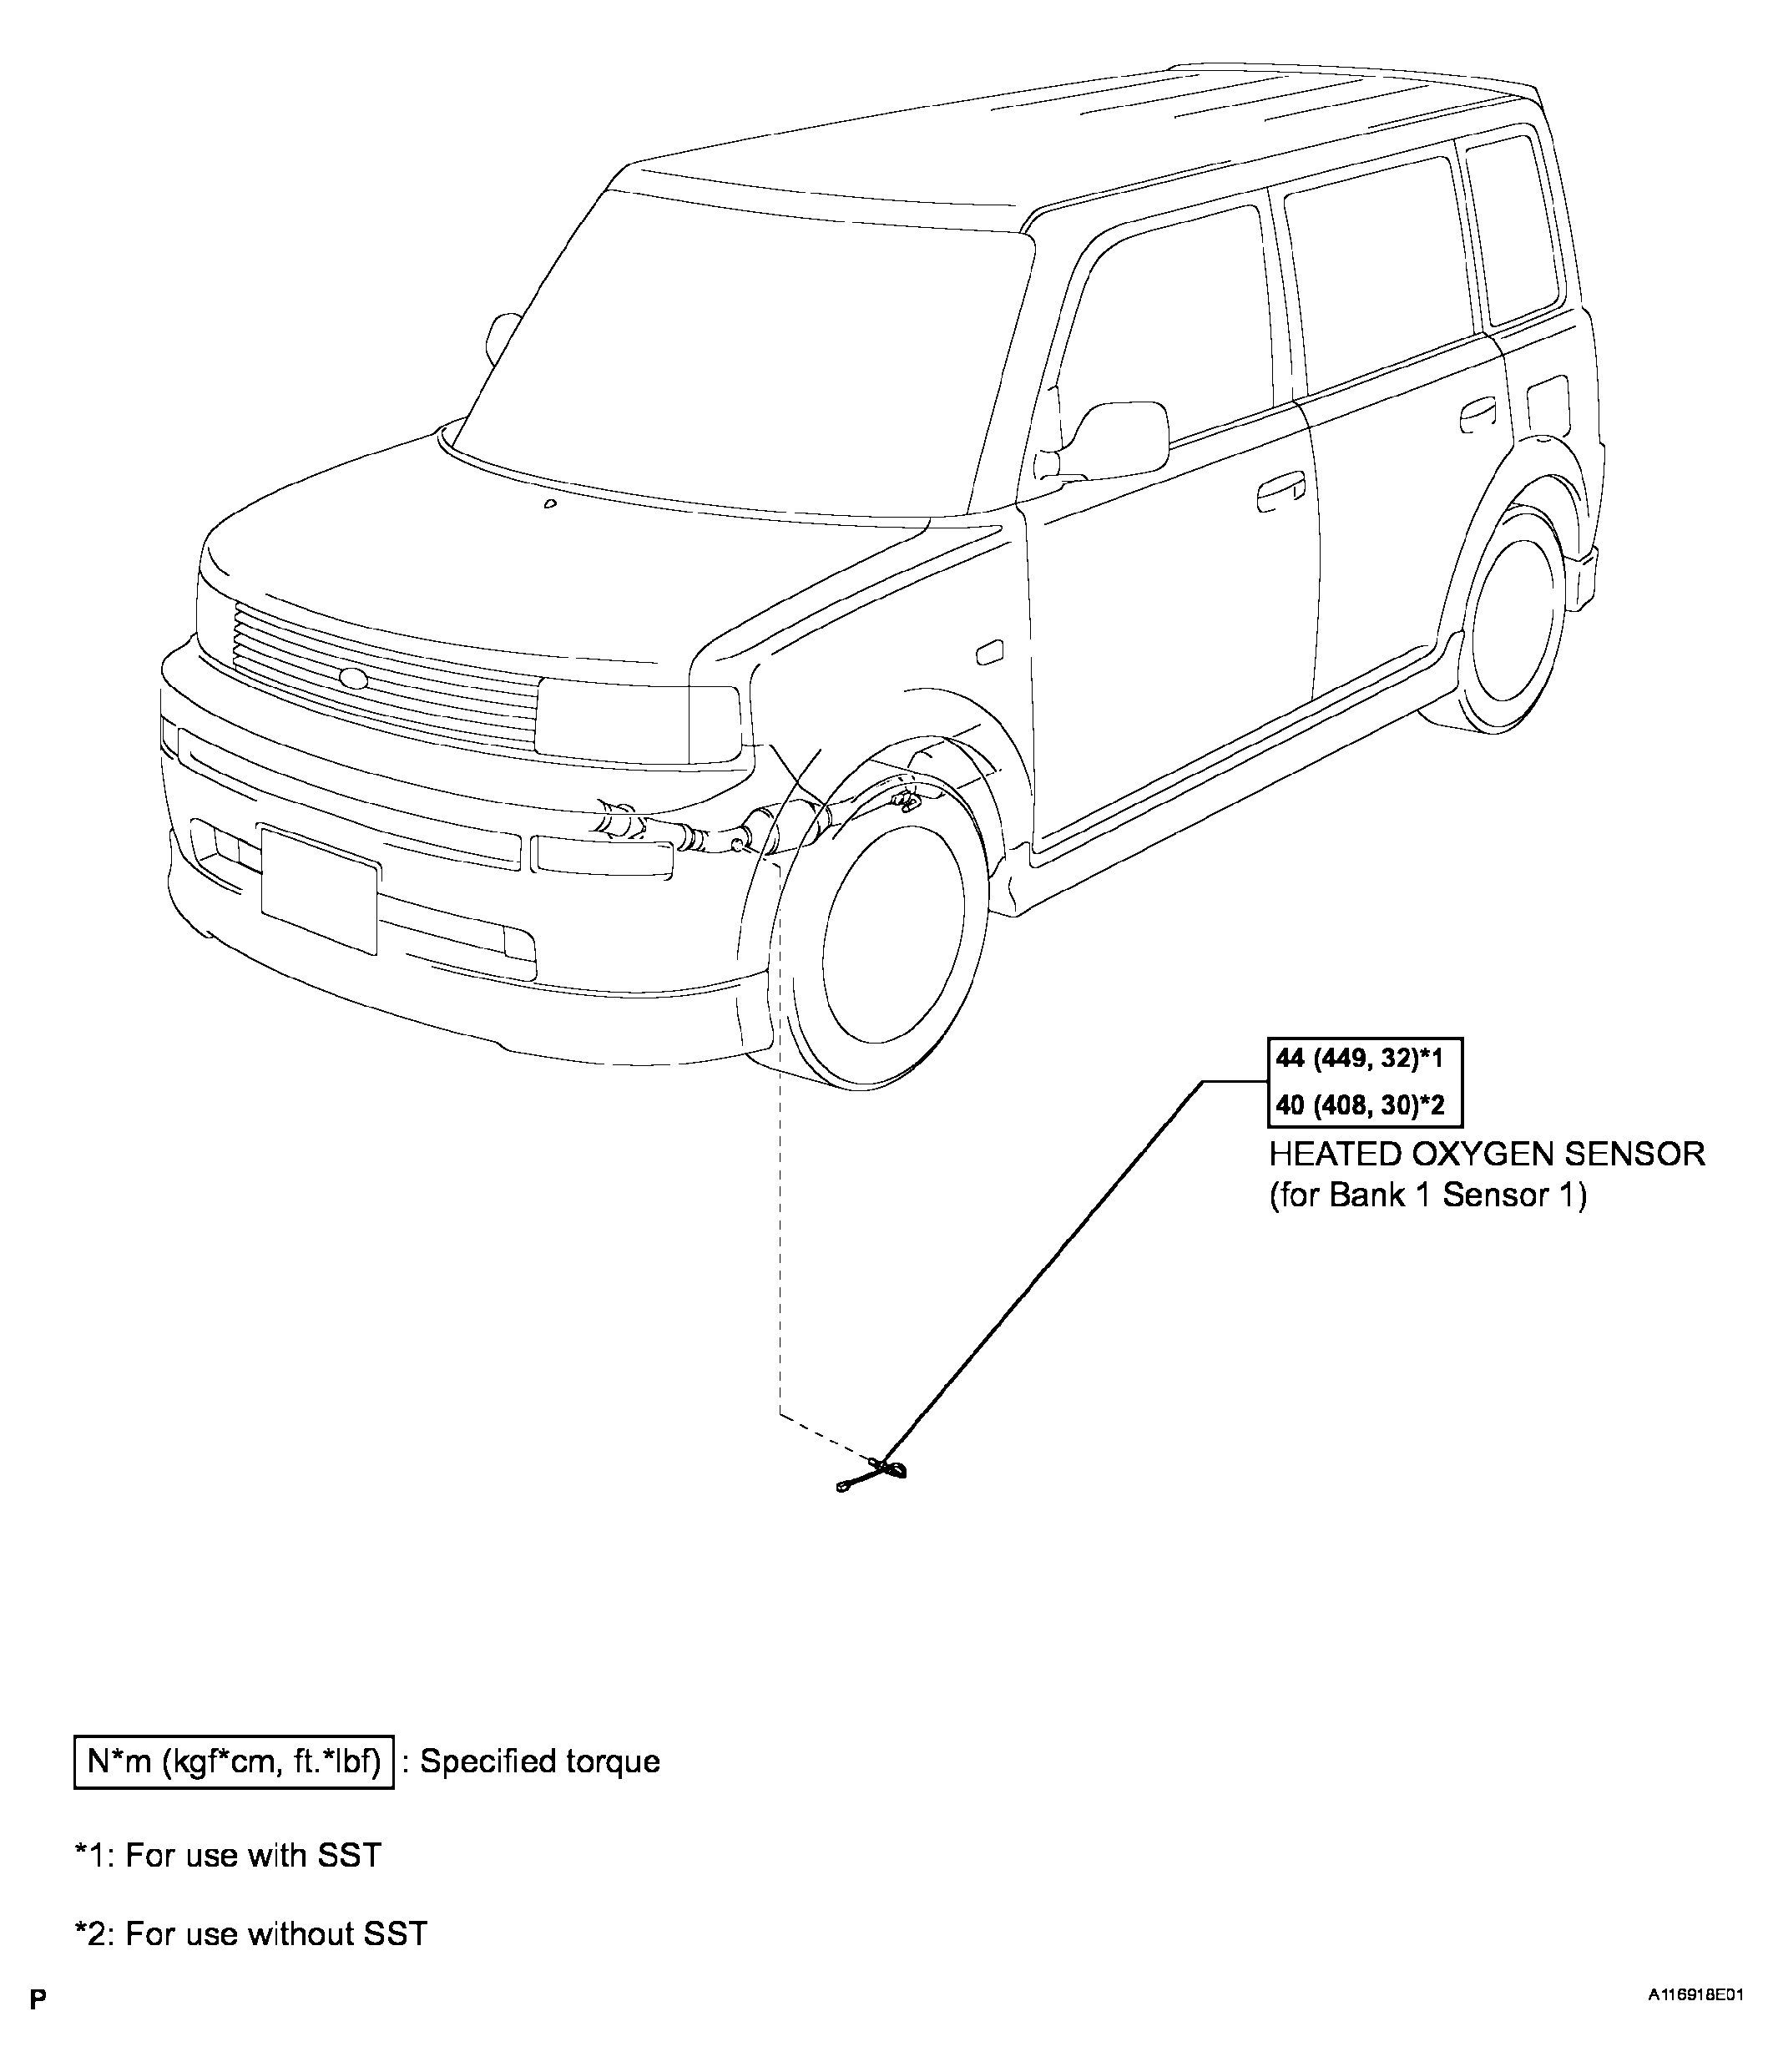 44 (449, 32)*1
40 (408, 30)*2
HEATED OXYGEN SENSOR
(for Bank 1 Sensor 1)
N*m (kgf*cm, ft.*lbf) : Specified torque
*1: For use with SST
*2: For use without SST
P
A116918E01